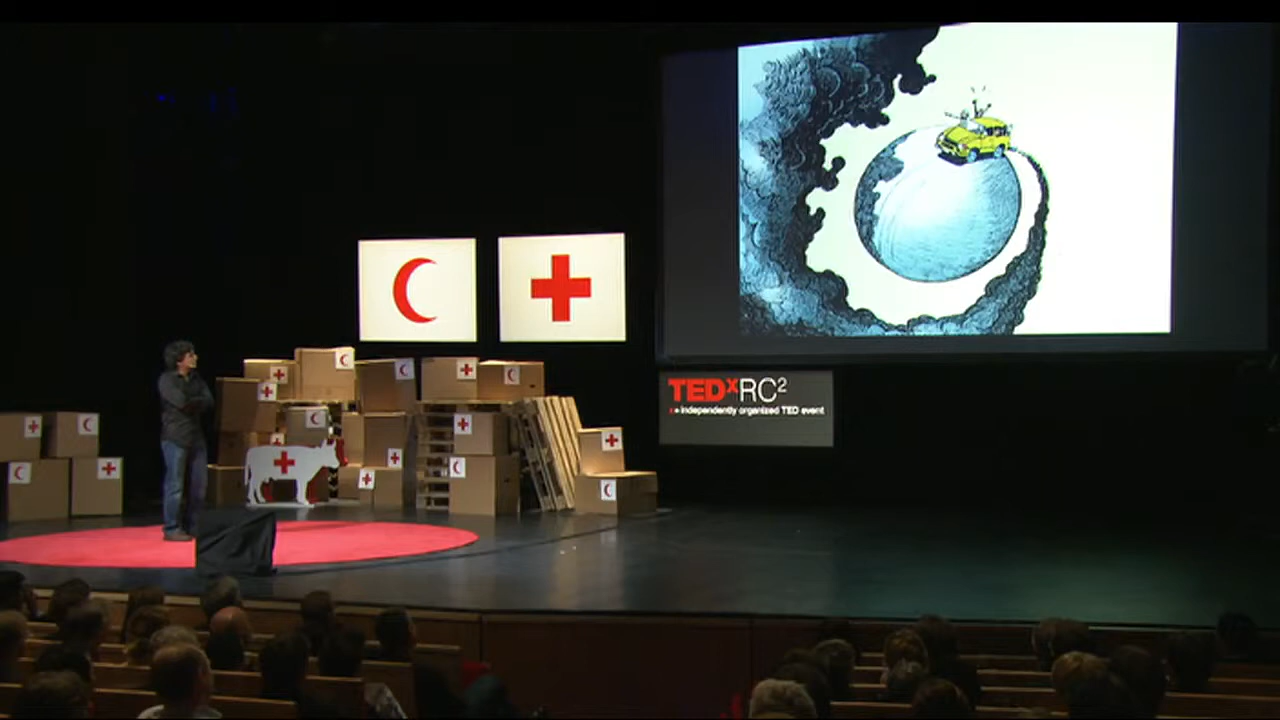 TEDxRC2
x = independently organized TED event